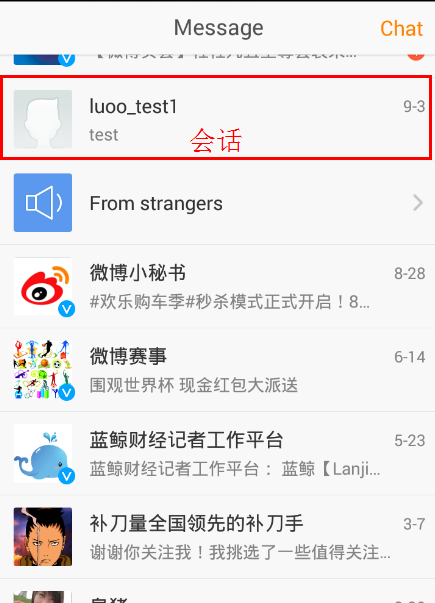 Message
Chat
luoo_test1
9-3
test
会话
From strangers
微博小秘书
8-28
#欢乐购车季#秒杀模式正式开启！8...
微博赛事
6-14
围观世界杯 现金红包大派送
蓝鲸财经记者工作平台
5-23
蓝鲸财经记者工作平台： 蓝鲸【Lanji...
补刀量全国领先的补刀手
3-7
谢谢你关注我！我挑选了一些值得关注...